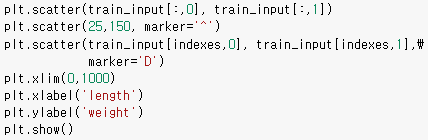 plt.scatter(train_input[:,0], train_input[:,1])
plt.scatter(25,150, marker='^')
plt.scatter(train_input[indexes,0], train_input[indexes,1],₩
marker='D')
plt.xlim(0,1000)
plt.xlabel('length')
plt.ylabel('weight')
plt.show()